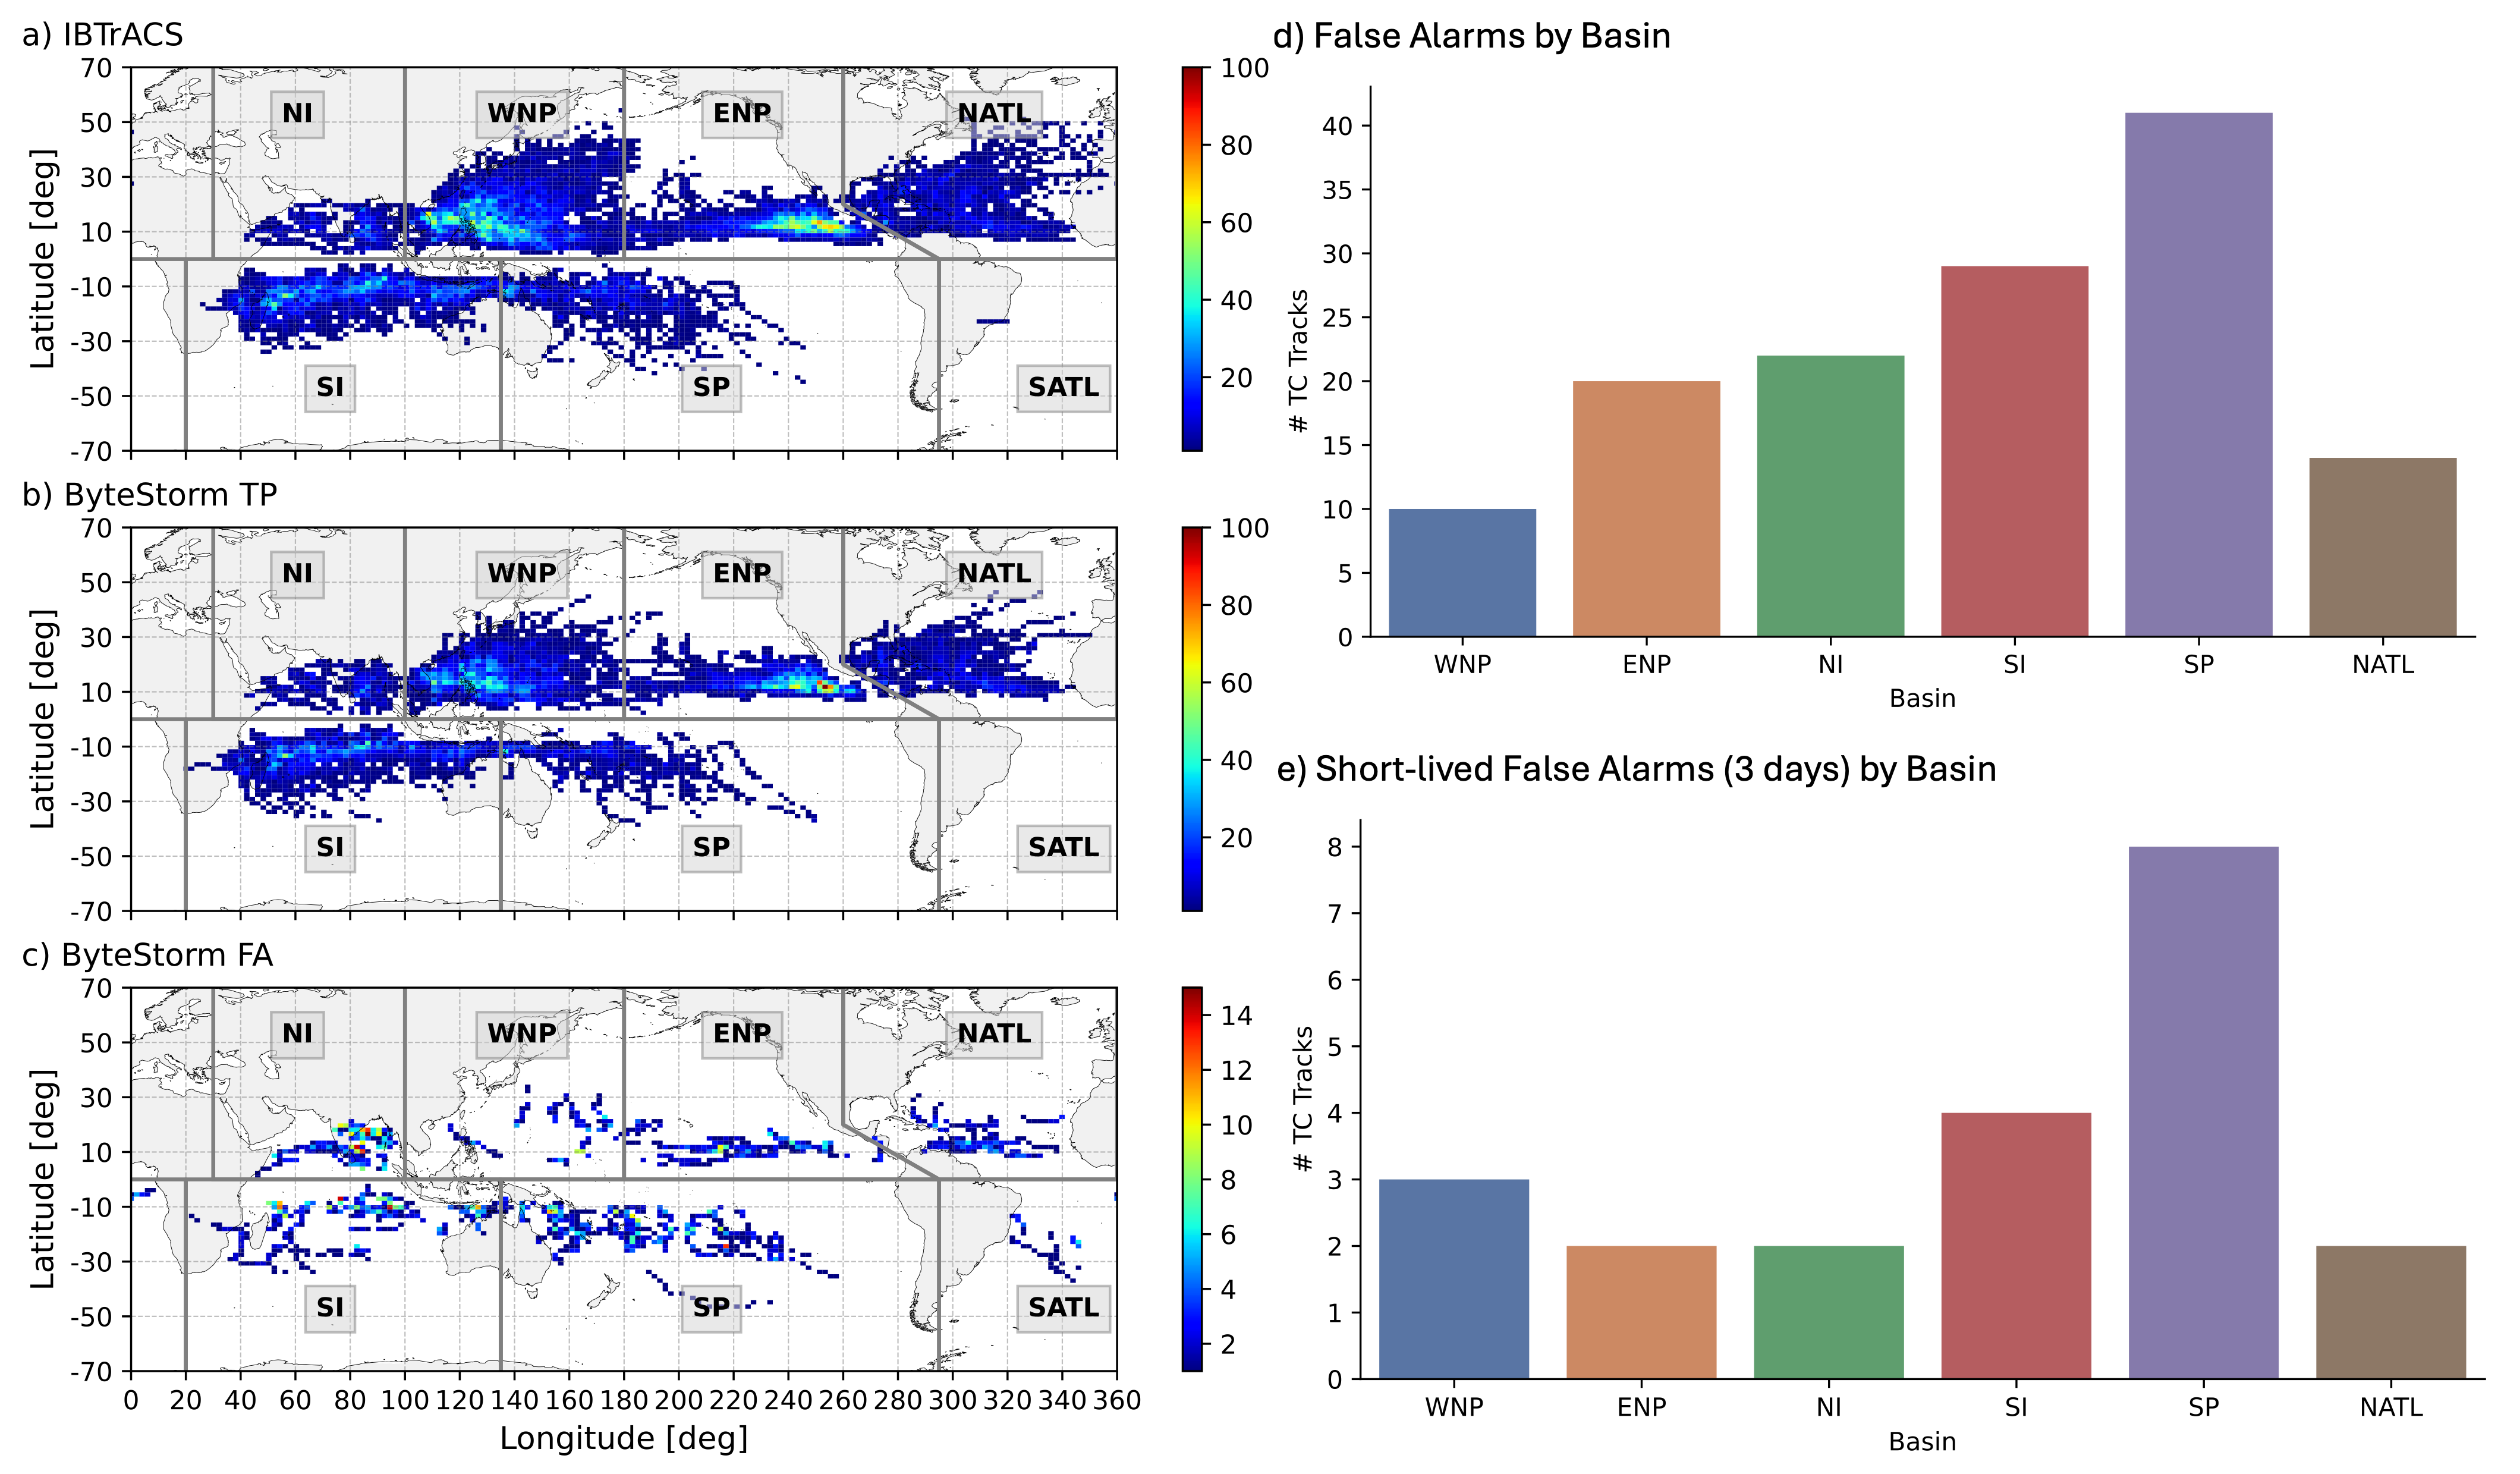 a) IBTrACS
70
50
30
10
-10
-30
-50
-70
Latitude [deg]
NI
WNP
ENP
NATL
SI
SP
SATL
100
80
60
40
20
b) ByteStorm TP
70
50
30
10
-10
-30
-50
-70
Latitude [deg]
NI
WNP
ENP
NATL
SI
SP
SATL
100
80
60
40
20
c) ByteStorm FA
70
50
30
10
-10
-30
-50
-70
Latitude [deg]
NI
WNP
ENP
NATL
SI
SP
SATL
14
12
10
8
6
4
2
0 20 40 60 80 100 120 140 160 180 200 220 240 260 280 300 320 340 360
Longitude [deg]
d) False Alarms by Basin
40
35
30
25
20
15
10
5
0
# TC Tracks
WNP ENP NI SI SP NATL
Basin
e) Short-lived False Alarms (3 days) by Basin
8
7
6
5
4
3
2
1
0
# TC Tracks
WNP ENP NI SI SP NATL
Basin